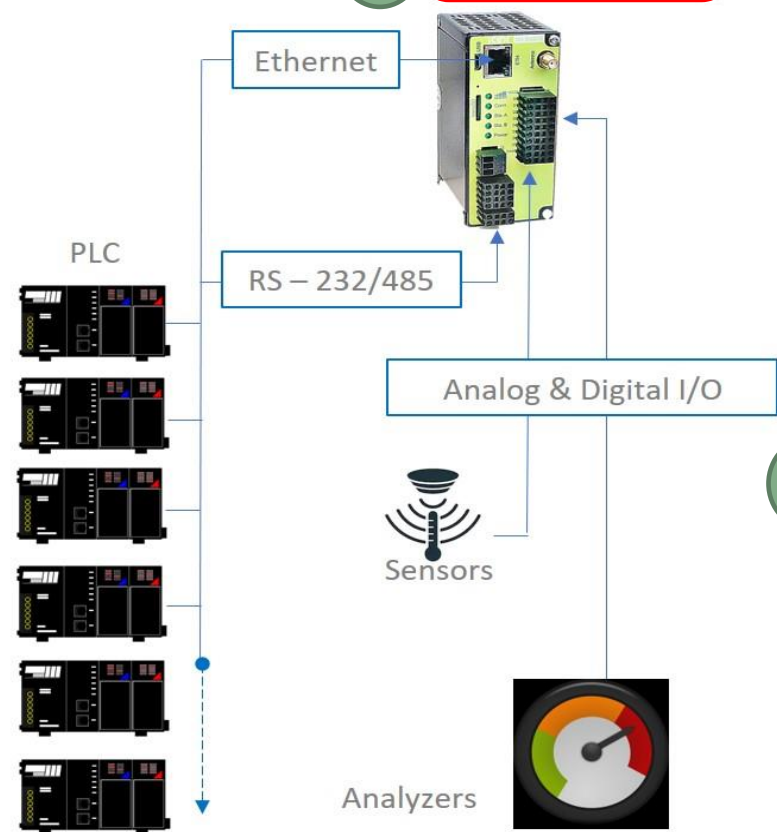 Ethernet
PLC
RS – 232/485
Analog & Digital I/O
Sensors
Analyzers